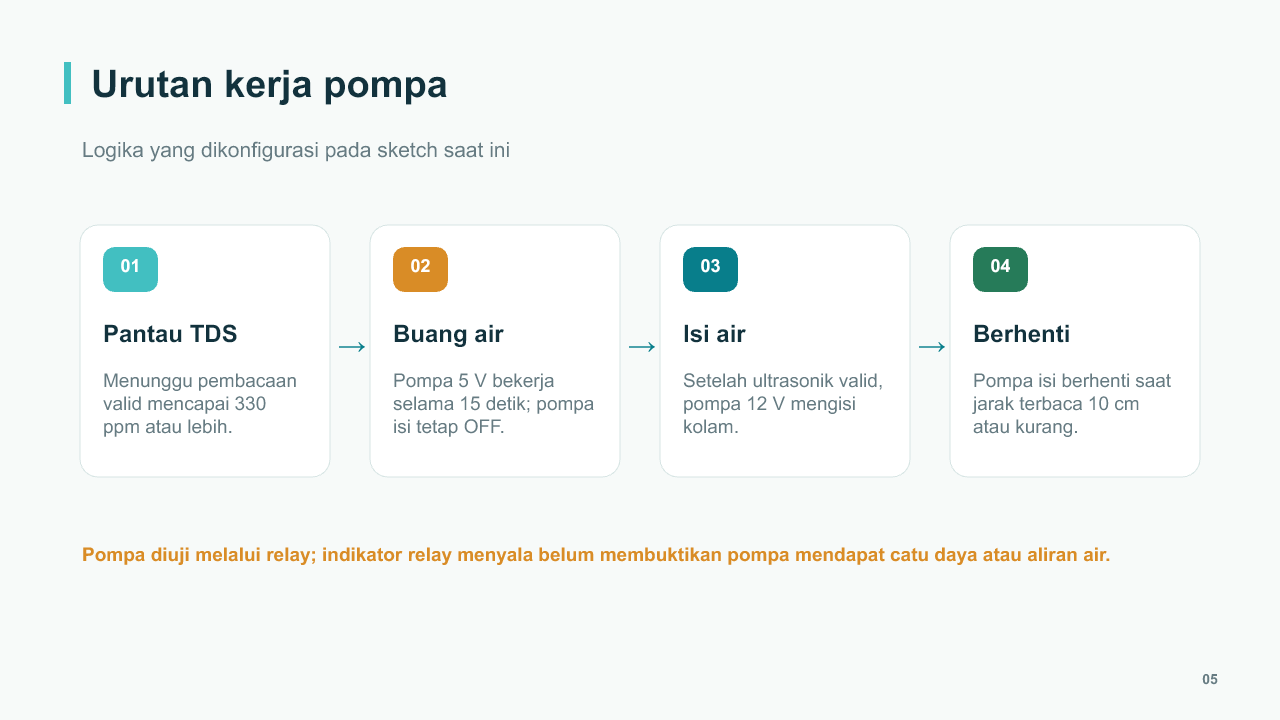 Urutan kerja pompa
Logika yang dikonfigurasi pada sketch saat ini
01
Pantau TDS
Menunggu pembacaan
valid mencapai 330
ppm atau lebih.
→
02
Buang air
Pompa 5 V bekerja
selama 15 detik; pompa
isi tetap OFF.
→
03
Isi air
Setelah ultrasonik valid,
pompa 12 V mengisi
kolam.
→
04
Berhenti
Pompa isi berhenti saat
jarak terbaca 10 cm
atau kurang.
Pompa diuji melalui relay; indikator relay menyala belum membuktikan pompa mendapat catu daya atau aliran air.
05